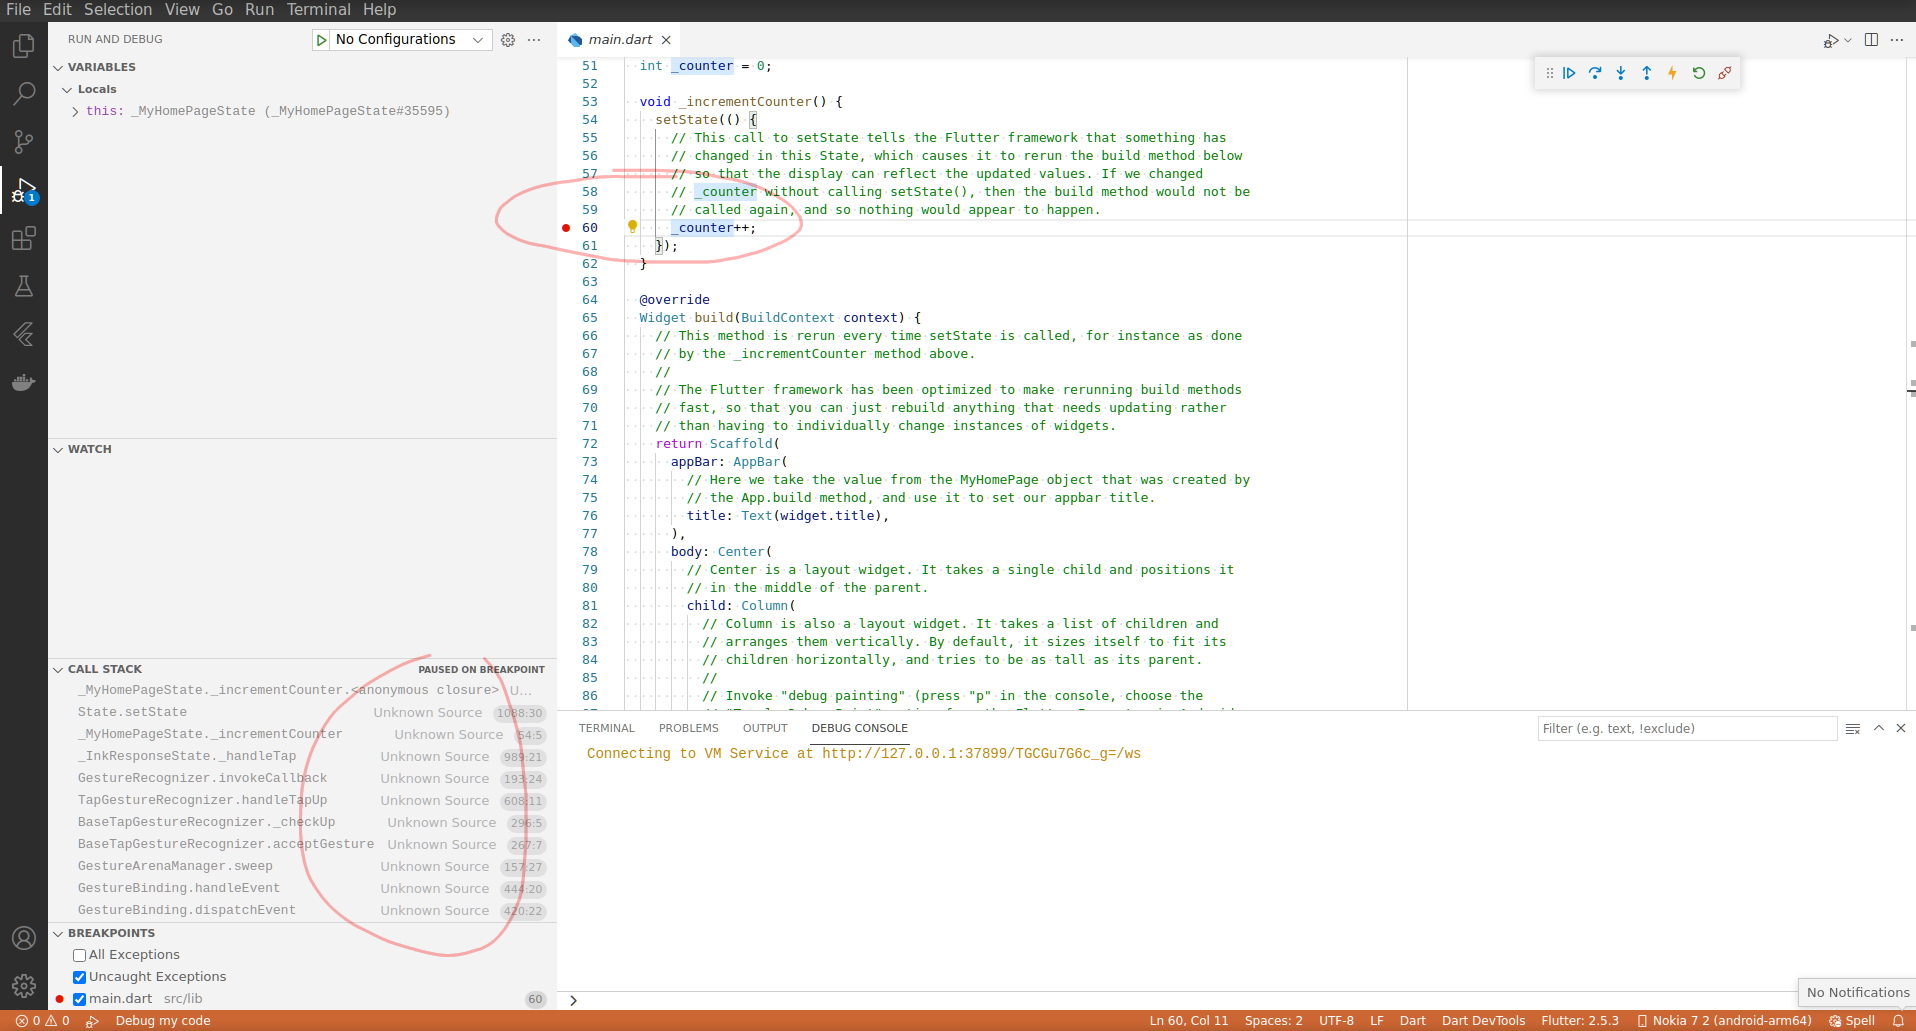 File Edit Selection View Go Run Terminal Help
RUN AND DEBUG
No Configurations
VARIABLES
Locals
this: _MyHomePageState (_MyHomePageState#35595)
WATCH
CALL STACK PAUSED ON BREAKPOINT
_MyHomePageState._incrementCounter.<anonymous closure> U...
State.setState Unknown Source 1088:30
_MyHomePageState._incrementCounter Unknown Source 54:5
_InkResponseState._handleTap Unknown Source 989:21
GestureRecognizer.invokeCallback Unknown Source 193:24
TapGestureRecognizer.handleTapUp Unknown Source 608:11
BaseTapGestureRecognizer._checkUp Unknown Source 296:5
BaseTapGestureRecognizer.acceptGesture Unknown Source 267:7
GestureArenaManager.sweep Unknown Source 157:27
GestureBinding.handleEvent Unknown Source 444:20
GestureBinding.dispatchEvent Unknown Source 420:22
BREAKPOINTS
All Exceptions
Uncaught Exceptions
main.dart src/lib 60
1
main.dart
51 int _counter = 0;
52
53 void _incrementCounter() {
54 setState(() {
55 // This call to setState tells the Flutter framework that something has
56 // changed in this State, which causes it to rerun the build method below
57 // so that the display can reflect the updated values. If we changed
58 // _counter without calling setState(), then the build method would not be
59 // called again, and so nothing would appear to happen.
60 _counter++;
61 });
62 }
63
64 @override
65 Widget build(BuildContext context) {
66 // This method is rerun every time setState is called, for instance as done
67 // by the _incrementCounter method above.
68 //
69 // The Flutter framework has been optimized to make rerunning build methods
70 // fast, so that you can just rebuild anything that needs updating rather
71 // than having to individually change instances of widgets.
72 return Scaffold(
73 appBar: AppBar(
74 // Here we take the value from the MyHomePage object that was created by
75 // the App.build method, and use it to set our appbar title.
76 title: Text(widget.title),
77 ),
78 body: Center(
79 // Center is a layout widget. It takes a single child and positions it
80 // in the middle of the parent.
81 child: Column(
82 // Column is also a layout widget. It takes a list of children and
83 // arranges them vertically. By default, it sizes itself to fit its
84 // children horizontally, and tries to be as tall as its parent.
85 //
86 // Invoke "debug painting" (press "p" in the console, choose the
TERMINAL PROBLEMS OUTPUT DEBUG CONSOLE
Filter (e.g. text, !exclude)
Connecting to VM Service at http://127.0.0.1:37899/TGCGu7G6c_g=/ws
No Notifications
0 0 Debug my code
Ln 60, Col 11 Spaces: 2 UTF-8 LF Dart Dart DevTools Flutter: 2.5.3 Nokia 7 2 (android-arm64) Spell